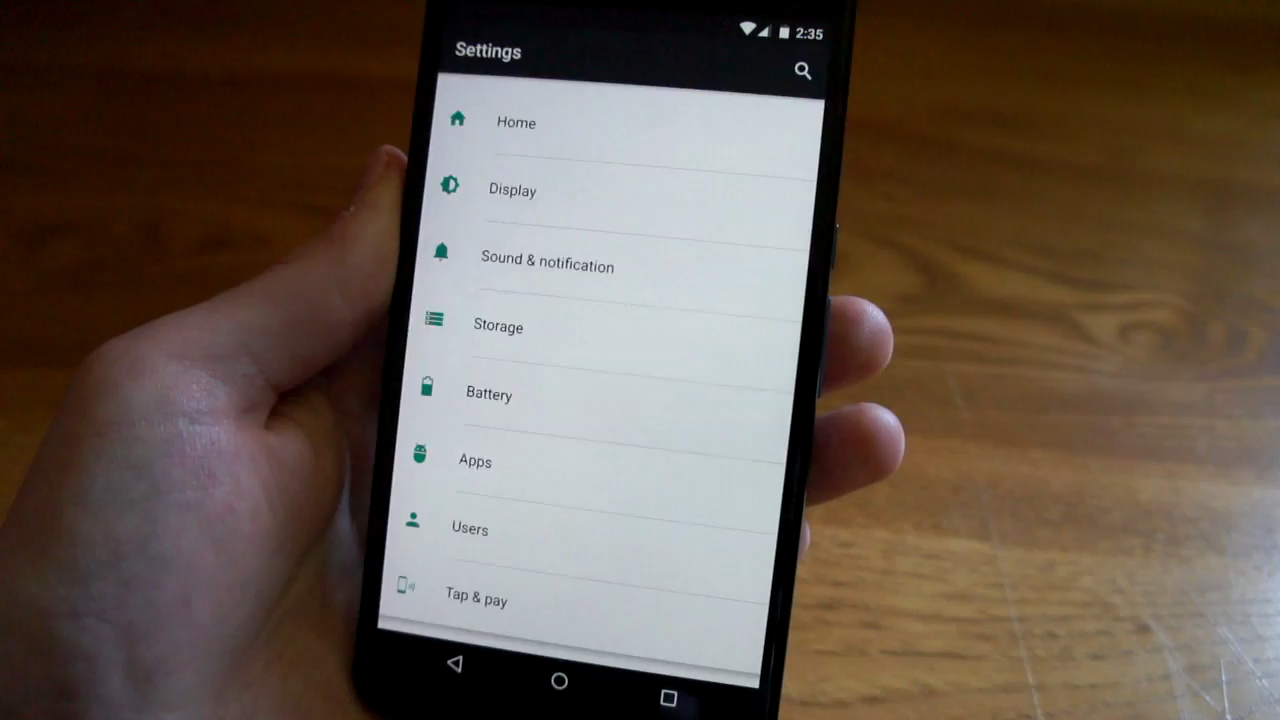 2:35
Settings
Home
Display
Sound & notification
Storage
Battery
Apps
Users
Tap & pay